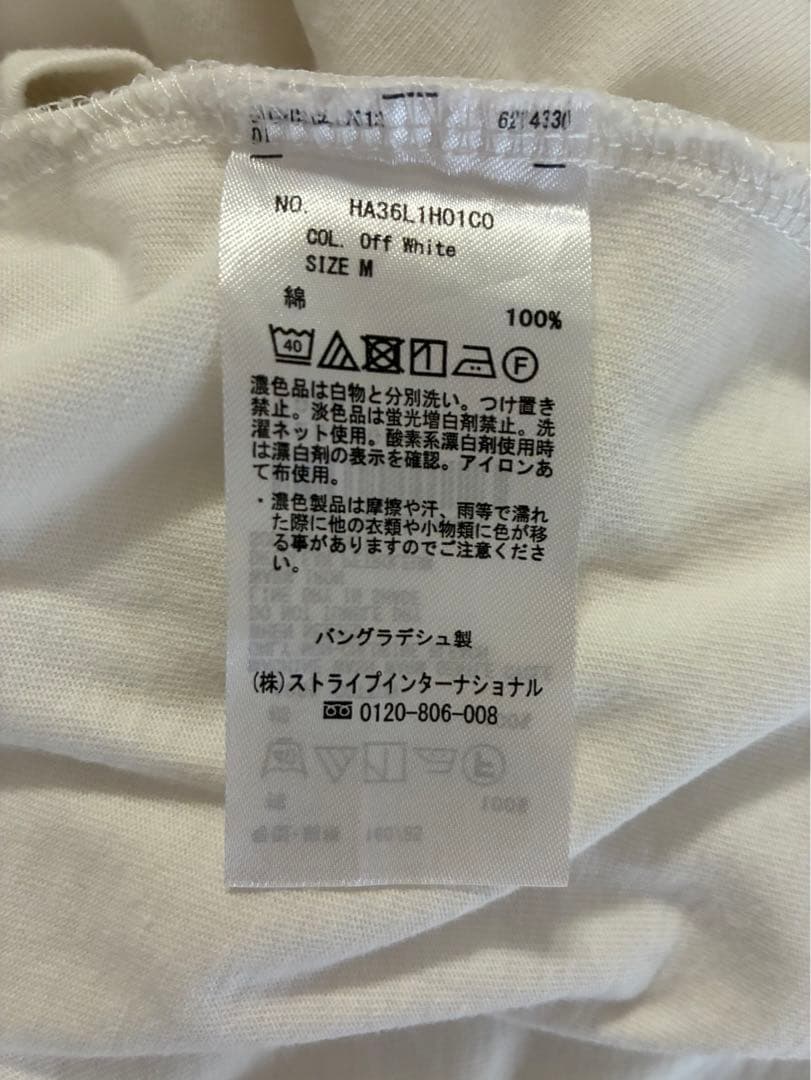 NO. HA36L1H01CO
COL. Off White
SIZE M
綿 100%
40
F
濃色品は白物と分別洗い。つけ置き
禁止。淡色品は蛍光増白剤禁止。洗
濯ネット使用。酸素系漂白剤使用時
は漂白剤の表示を確認。アイロンあ
て布使用。
・濃色製品は摩擦や汗、雨等で濡れ
た際に他の衣類や小物類に色が移
る事がありますのでご注意くださ
い。
バングラデシュ製
(株)ストライプインターナショナル
0120-806-008